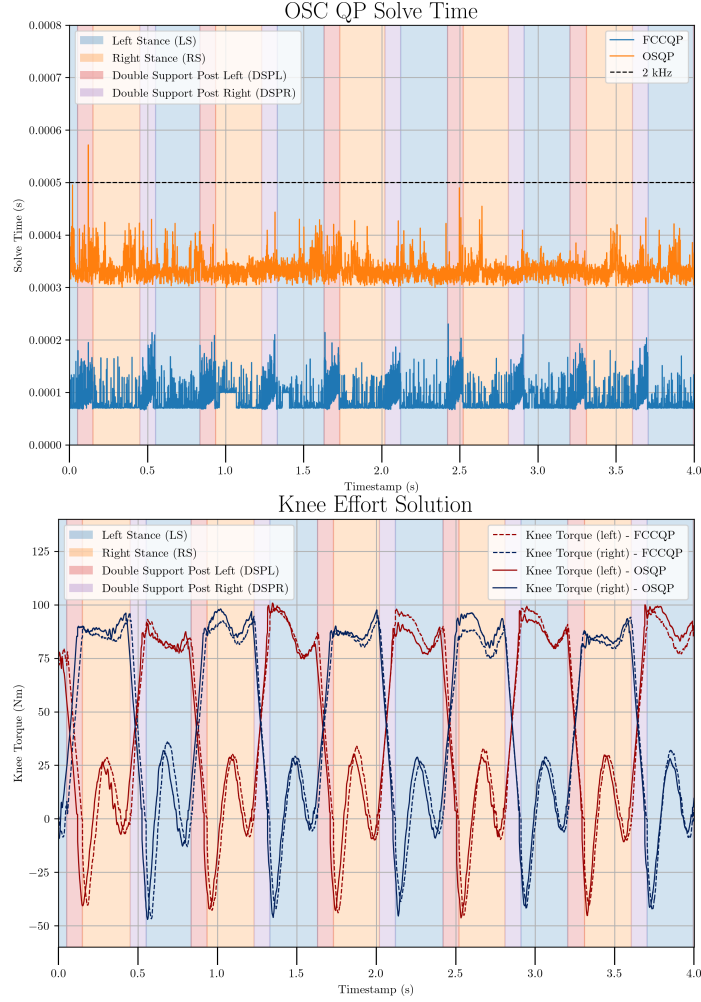 OSC QP Solve Time
0.0008
0.0007
0.0006
0.0005
0.0004
0.0003
0.0002
0.0001
0.0000
Solve Time (s)
Left Stance (LS)
Right Stance (RS)
Double Support Post Left (DSPL)
Double Support Post Right (DSPR)
FCCQP
OSQP
2 kHz
0.0 0.5 1.0 1.5 2.0 2.5 3.0 3.5 4.0
Timestamp (s)
Knee Effort Solution
125
100
75
50
25
0
−25
−50
Knee Torque (Nm)
Left Stance (LS)
Right Stance (RS)
Double Support Post Left (DSPL)
Double Support Post Right (DSPR)
Knee Torque (left) - FCCQP
Knee Torque (right) - FCCQP
Knee Torque (left) - OSQP
Knee Torque (right) - OSQP
0.0 0.5 1.0 1.5 2.0 2.5 3.0 3.5 4.0
Timestamp (s)